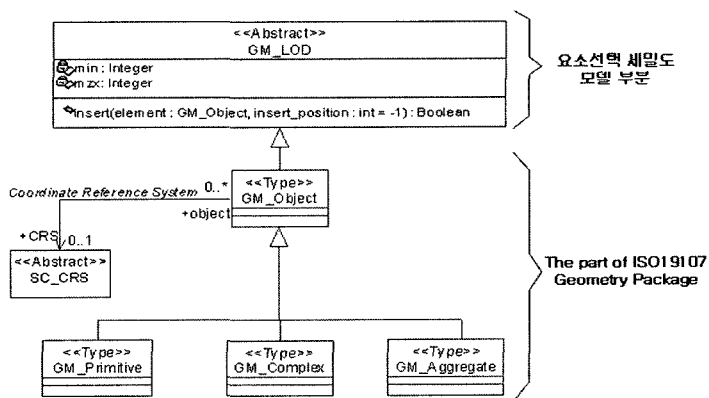 <<Abstract>>
GM_LOD
min : Integer
mzx: Integer
insert(element : GM_Object, insert_position : int = -1) : Boolean
요소선택 세밀도
모델 부분
<<Type>>
GM_Object
Coordinate Reference System
0..*
+object
+CRS
0..1
<<Abstract>>
SC_CRS
The part of ISO19107
Geometry Package
<<Type>>
GM_Primitive
<<Type>>
GM_Complex
<<Type>>
GM_Aggregate